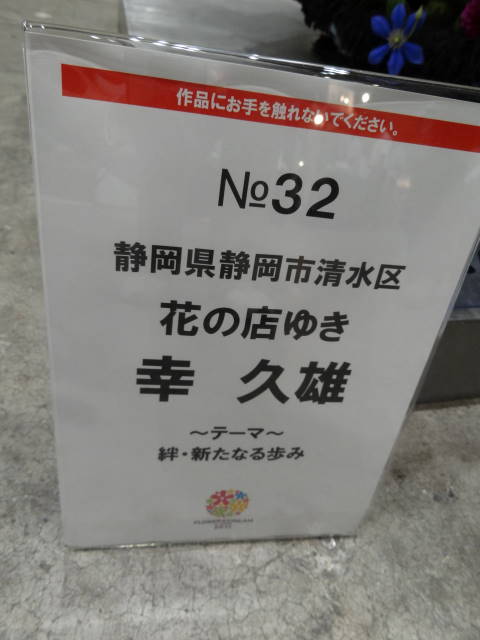 作品にお手を触れないでください。
№32
静岡県静岡市清水区
花の店ゆき
幸 久雄
～テーマ～
絆・新たなる歩み